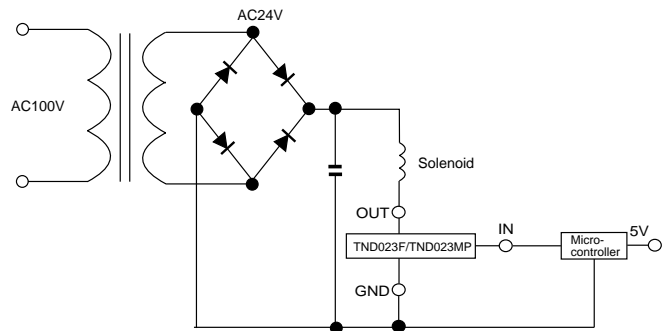 AC24V
AC100V
Solenoid
OUT
TND023F/TND023MP
IN
Micro-
controller
5V
GND